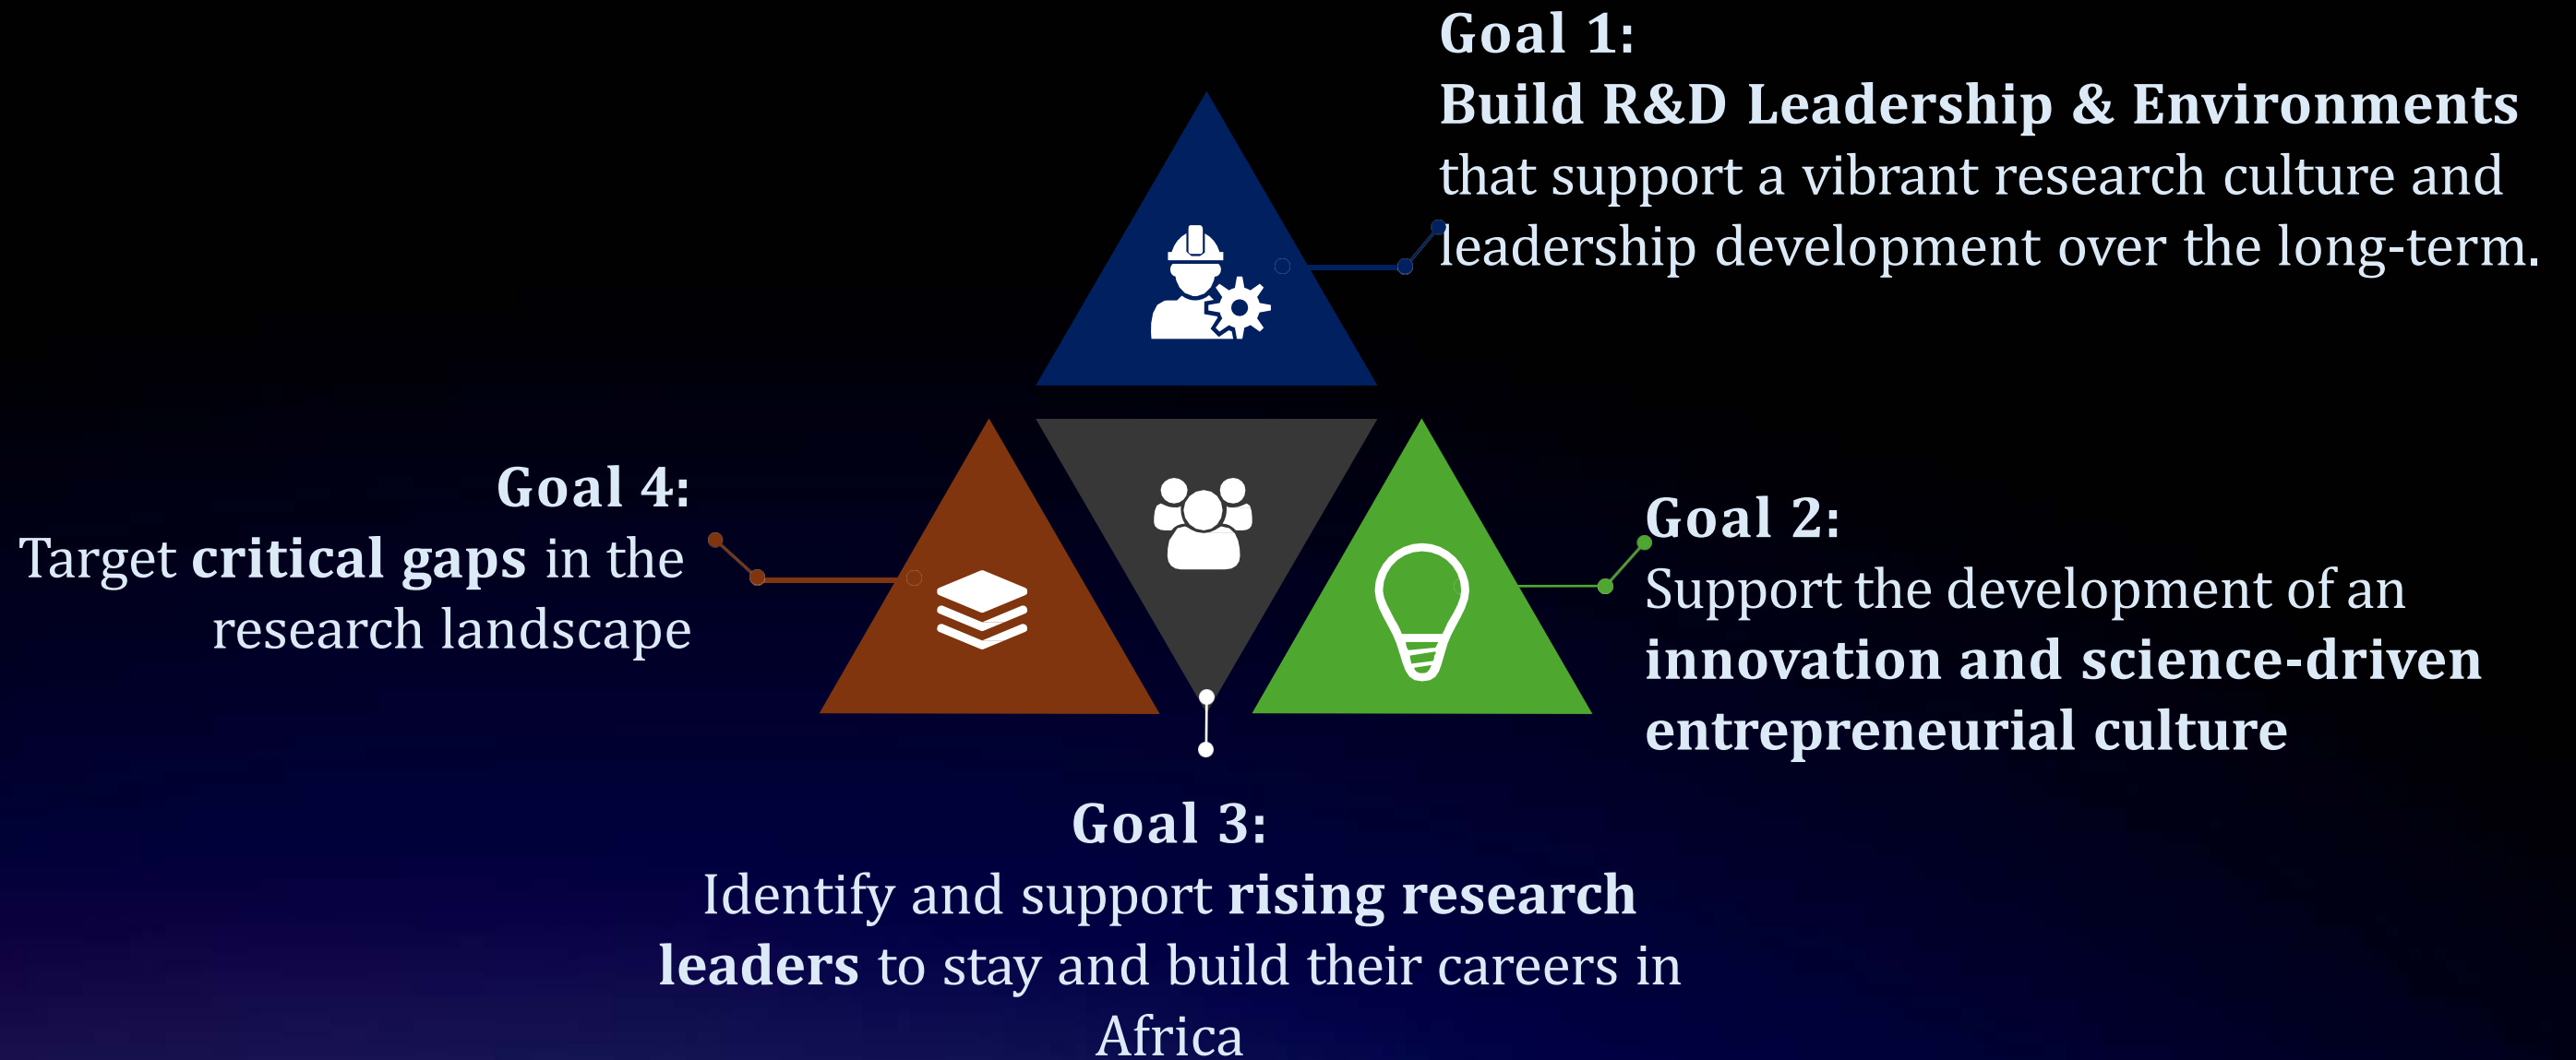 Goal 1:
Build R&D Leadership & Environments
that support a vibrant research culture and
leadership development over the long-term.
Goal 2:
Support the development of an
innovation and science-driven
entrepreneurial culture
Goal 3:
Identify and support rising research
leaders to stay and build their careers in
Africa
Goal 4:
Target critical gaps in the
research landscape